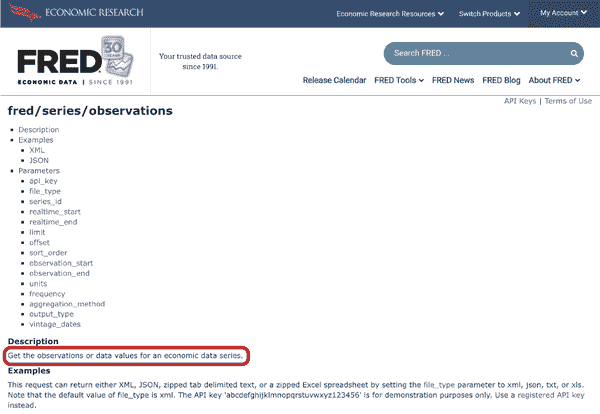 ECONOMIC RESEARCH
Economic Research Resources
Switch Products
My Account
FRED
30 YEARS
ECONOMIC DATA | SINCE 1991
Your trusted data source
since 1991.
Search FRED ...
Release Calendar FRED Tools FRED News FRED Blog About FRED
API Keys | Terms of Use
fred/series/observations
Description
Examples
XML
JSON
Parameters
api_key
file_type
series_id
realtime_start
realtime_end
limit
offset
sort_order
observation_start
observation_end
units
frequency
aggregation_method
output_type
vintage_dates
Description
Get the observations or data values for an economic data series.
Examples
This request can return either XML, JSON, zipped tab delimited text, or a zipped Excel spreadsheet by setting the file_type parameter to xml, json, txt, or xls.
Note that the default value of file_type is xml. The API key 'abcdefghijklmnopqrstuvwxyz123456' is for demonstration purposes only. Use a registered API key
instead.